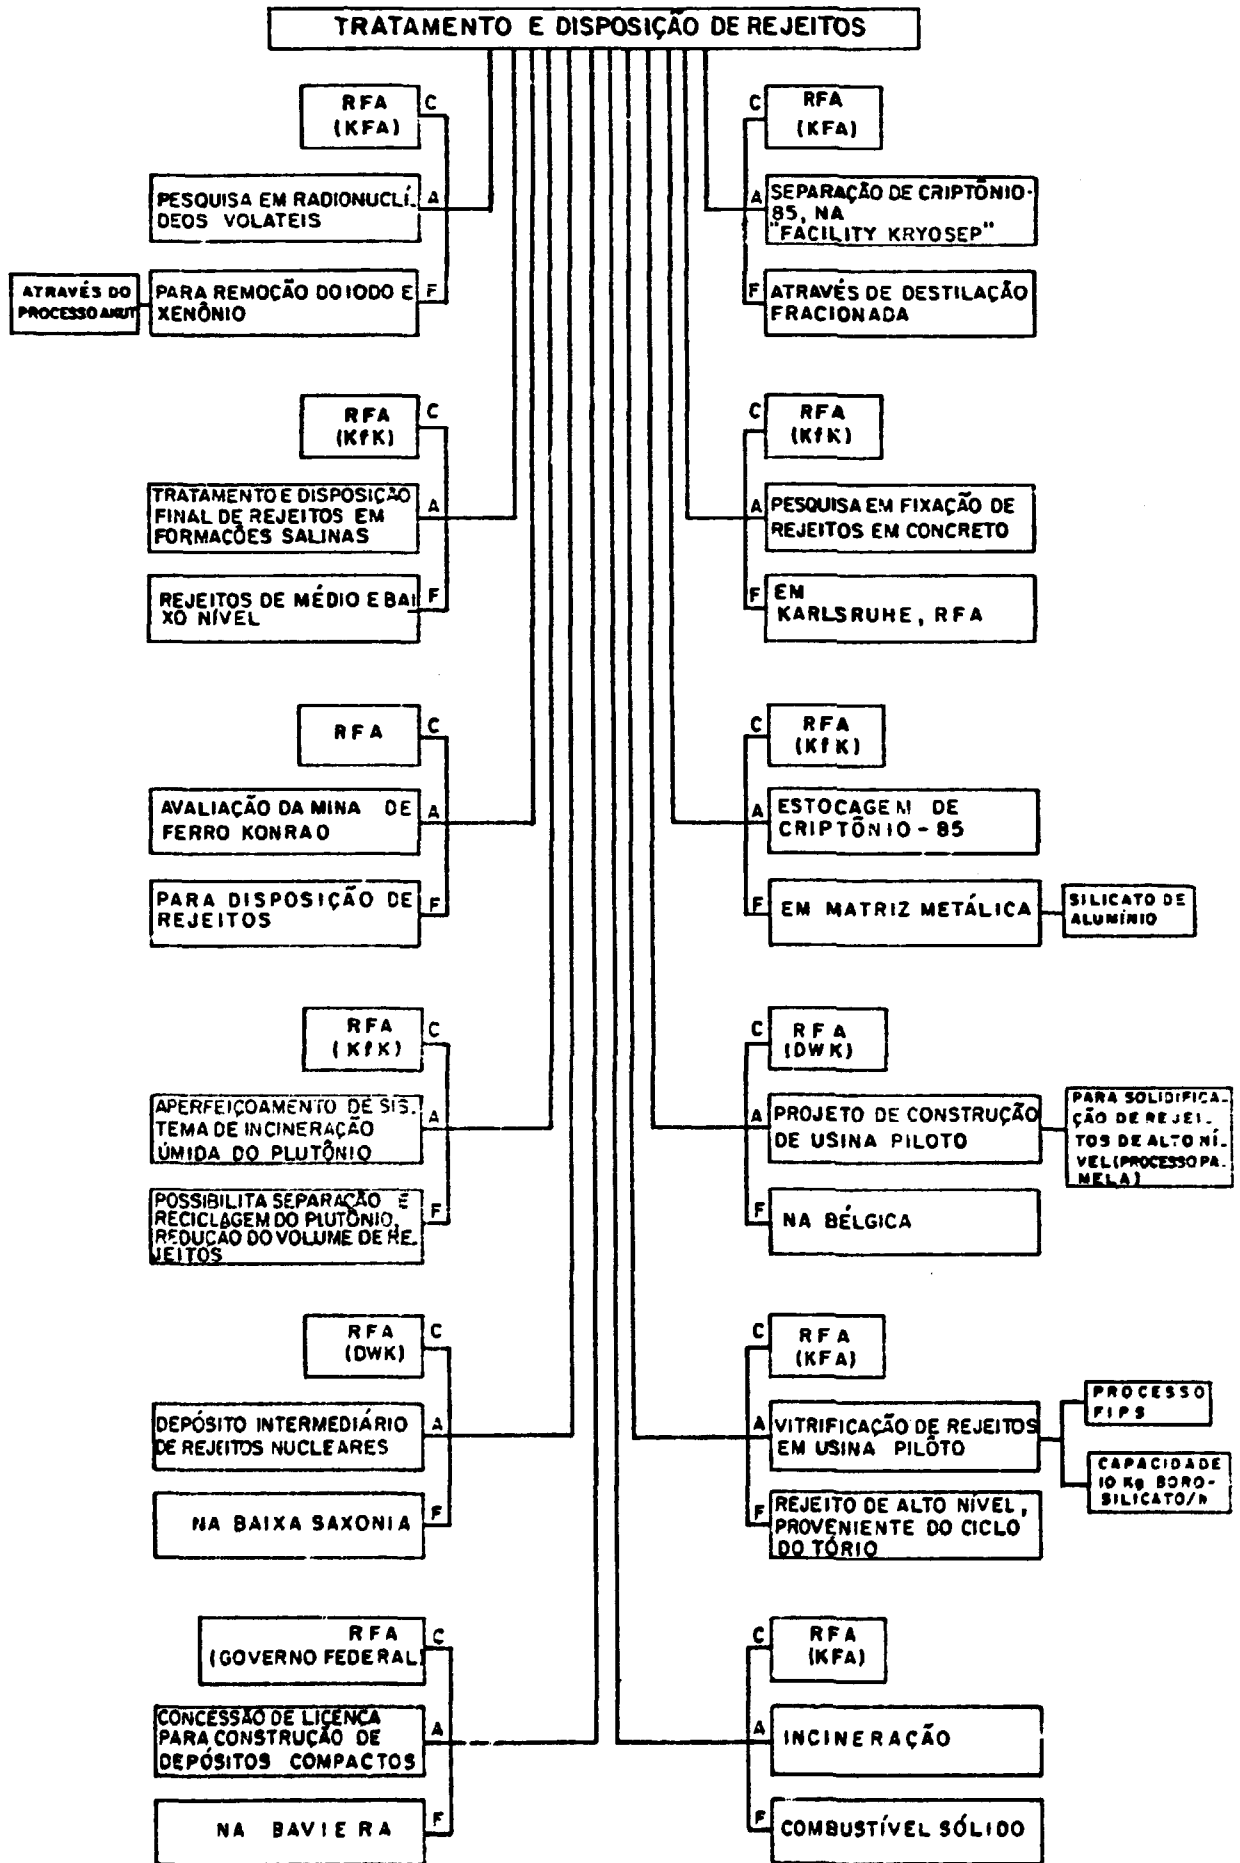 TRATAMENTO E DISPOSIÇÃO DE REJEITOS
RFA
(KFA)
C
PESQUISA EM RADIONUCLÍ-
DEOS VOLATEIS
A
ATRAVÉS DO
PROCESSO AKUT
PARA REMOÇÃO DO IODO E
XENÔNIO
F
C
RFA
(KFA)
A
SEPARAÇÃO DE CRIPTÔNIO-
85, NA
"FACILITY KRYOSEP"
F
ATRAVÉS DE DESTILAÇÃO
FRACIONADA
RFA
(KfK)
C
TRATAMENTO E DISPOSIÇÃO
FINAL DE REJEITOS EM
FORMAÇÕES SALINAS
A
REJEITOS DE MÉDIO E BAI
XO NÍVEL
F
C
RFA
(KfK)
A
PESQUISA EM FIXAÇÃO DE
REJEITOS EM CONCRETO
F
EM
KARLSRUHE, RFA
RFA
C
AVALIAÇÃO DA MINA DE
FERRO KONRAO
A
PARA DISPOSIÇÃO DE
REJEITOS
F
C
RFA
(KfK)
A
ESTOCAGEM DE
CRIPTÔNIO - 85
F
EM MATRIZ METÁLICA
SILICATO DE
ALUMÍNIO
RFA
(KfK)
C
APERFEIÇOAMENTO DE SIS-
TEMA DE INCINERAÇÃO
ÚMIDA DO PLUTÔNIO
A
POSSIBILITA SEPARAÇÃO E
RECICLAGEM DO PLUTÔNIO,
REDUÇÃO DO VOLUME DE RE-
JEITOS
F
C
RFA
(DWK)
A
PROJETO DE CONSTRUÇÃO
DE USINA PILOTO
PARA SOLIDIFICA-
ÇÃO DE REJEI-
TOS DE ALTO NÍ-
VEL (PROCESSO PA-
MELA)
F
NA BÉLGICA
RFA
(DWK)
C
DEPÓSITO INTERMEDIÁRIO
DE REJEITOS NUCLEARES
A
NA BAIXA SAXONIA
F
C
RFA
(KFA)
A
VITRIFICAÇÃO DE REJEITOS
EM USINA PILÔTO
PROCESSO
FIPS
CAPACIDADE
10 Kg BORO-
SILICATO/h
F
REJEITO DE ALTO NÍVEL,
PROVENIENTE DO CICLO
DO TÓRIO
RFA
(GOVERNO FEDERAL)
C
CONCESSÃO DE LICENÇA
PARA CONSTRUÇÃO DE
DEPÓSITOS COMPACTOS
A
NA BAVIERA
F
C
RFA
(KFA)
A
INCINERAÇÃO
F
COMBUSTÍVEL SÓLIDO